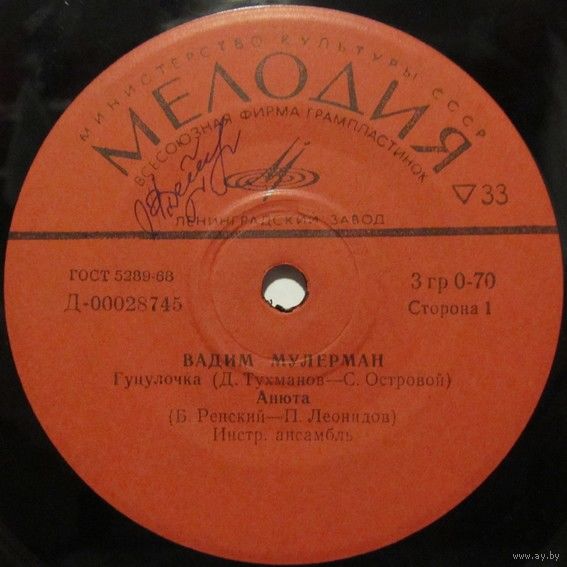 МИНИСТЕРСТВО КУЛЬТУРЫ СССР
МЕЛОДИЯ
ВСЕСОЮЗНАЯ ФИРМА ГРАМПЛАСТИНОК
33
ЛЕНИНГРАДСКИЙ ЗАВОД
ГОСТ 5289-68
3 гр 0-70
Д-00028745
Сторона 1
ВАДИМ МУЛЕРМАН
Гунулочка (Д. Тухманов—С. Островой)
Анюта
(Б. Ренский—П. Леонидов)
Инстр. ансамбль
www.ay.by